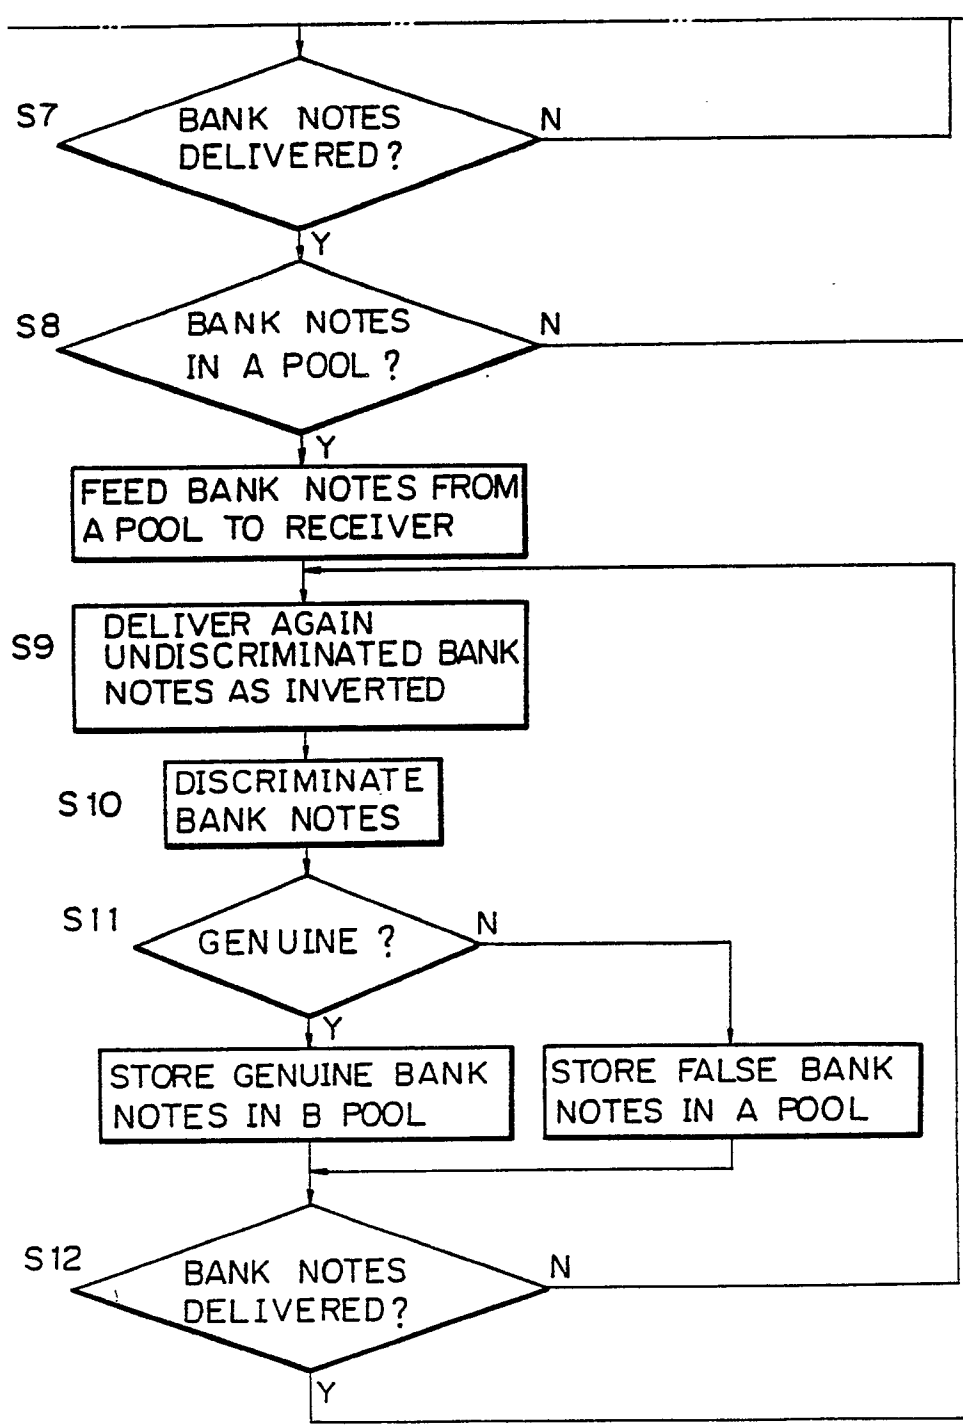 S7
BANK NOTES
DELIVERED?
N
Y
S8
BANK NOTES
IN A POOL?
N
Y
FEED BANK NOTES FROM
A POOL TO RECEIVER
S9
DELIVER AGAIN
UNDISCRIMINATED BANK
NOTES AS INVERTED
S10
DISCRIMINATE
BANK NOTES
S11
GENUINE ?
N
Y
STORE GENUINE BANK
NOTES IN B POOL
STORE FALSE BANK
NOTES IN A POOL
S12
BANK NOTES
DELIVERED?
N
Y